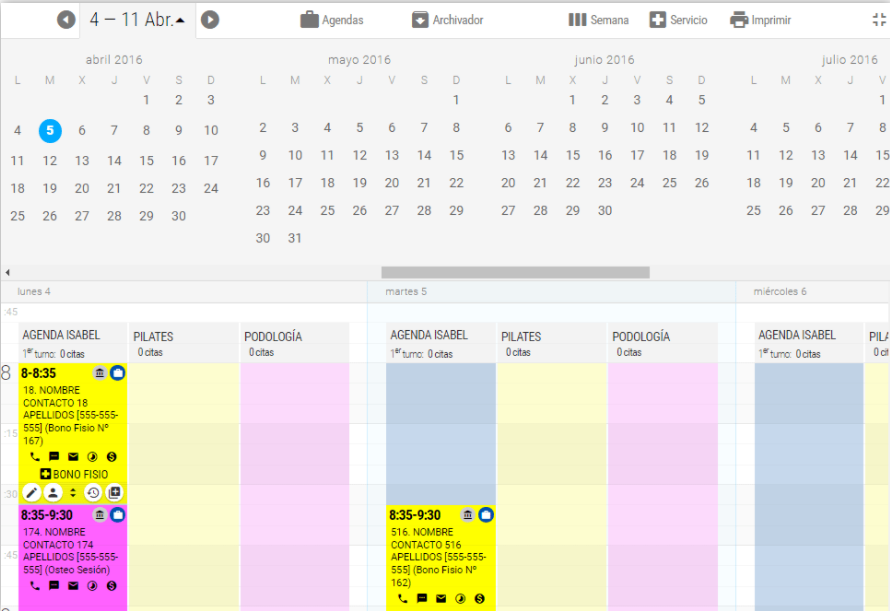 4 – 11 Abr. Agendas Archivador Semana Servicio Imprimir
abril 2016 mayo 2016 junio 2016 julio 2016
L M X J V S D L M X J V S D L M X J V S D L M X J V
1 2 3 1 1 2 3 4 5 1
4 5 6 7 8 9 10 2 3 4 5 6 7 8 6 7 8 9 10 11 12 4 5 6 7 8
11 12 13 14 15 16 17 9 10 11 12 13 14 15 13 14 15 16 17 18 19 11 12 13 14 15
18 19 20 21 22 23 24 16 17 18 19 20 21 22 20 21 22 23 24 25 26 18 19 20 21 22
25 26 27 28 29 30 23 24 25 26 27 28 29 27 28 29 30 25 26 27 28 29
30 31
lunes 4 martes 5 miércoles 6
:45
AGENDA ISABEL PILATES PODOLOGÍA AGENDA ISABEL PILATES PODOLOGÍA AGENDA ISABEL
1er turno: 0 citas 0 citas 0 citas 1er turno: 0 citas 0 citas 0 citas 1er turno: 0 citas
8
8-8:35
18. NOMBRE
CONTACTO 18
APELLIDOS [555-555-
555] (Bono Fisio Nº
167)
:15
BONO FISIO
:30
8:35-9:30
174. NOMBRE
CONTACTO 174
APELLIDOS [555-555-
555] (Osteo Sesión)
:45
8:35-9:30
516. NOMBRE
CONTACTO 516
APELLIDOS [555-555-
555] (Bono Fisio Nº
162)